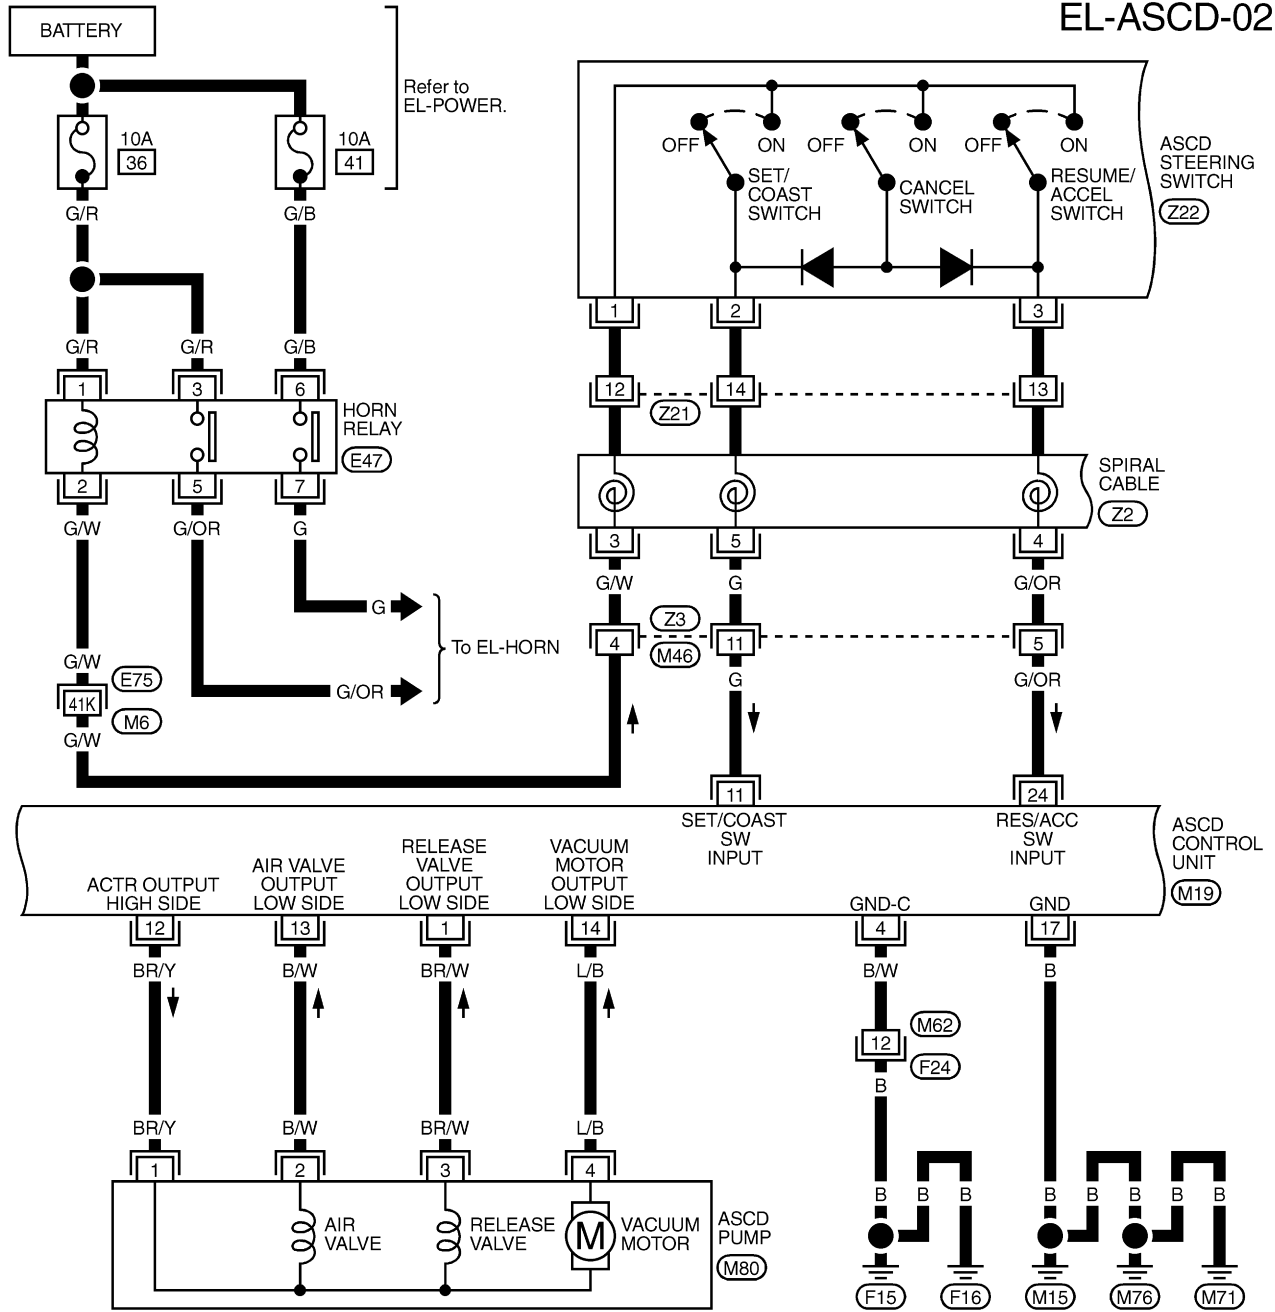 EL-ASCD-02
BATTERY
Refer to
EL-POWER.
10A
36
10A
41
G/R
G/B
G/R
G/R
G/B
1
3
6
HORN
RELAY
E47
2
5
7
G/W
G/OR
G
G
To EL-HORN
G/OR
G/W
E75
41K
M6
G/W
OFF
ON
OFF
ON
OFF
ON
SET/
COAST
SWITCH
CANCEL
SWITCH
RESUME/
ACCEL
SWITCH
ASCD
STEERING
SWITCH
Z22
1
2
3
12
14
13
Z21
SPIRAL
CABLE
Z2
3
5
4
G/W
G
G/OR
Z3
4
11
5
M46
G
G/OR
11
24
SET/COAST
SW
INPUT
RES/ACC
SW
INPUT
ASCD
CONTROL
UNIT
M19
ACTR OUTPUT
HIGH SIDE
AIR VALVE
OUTPUT
LOW SIDE
RELEASE
VALVE
OUTPUT
LOW SIDE
VACUUM
MOTOR
OUTPUT
LOW SIDE
GND-C
GND
12
13
1
14
4
17
BR/Y
B/W
BR/W
L/B
B/W
B
M62
12
F24
B
BR/Y
B/W
BR/W
L/B
1
2
3
4
AIR
VALVE
RELEASE
VALVE
M
VACUUM
MOTOR
ASCD
PUMP
M80
B
B
B
B
B
B
B
B
F15
F16
M15
M76
M71